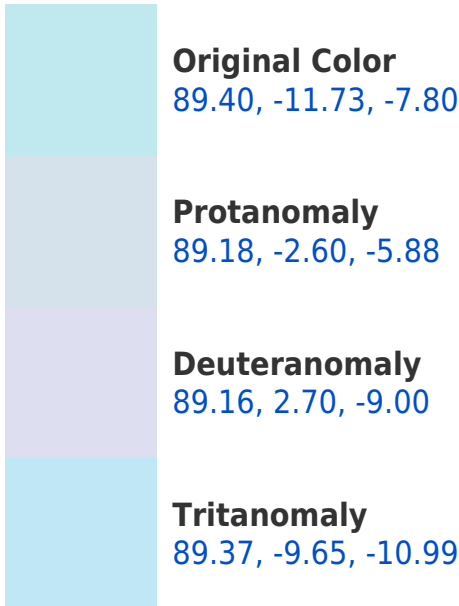 Original Color
89.40, -11.73, -7.80
Protanomaly
89.18, -2.60, -5.88
Deuteranomaly
89.16, 2.70, -9.00
Tritanomaly
89.37, -9.65, -10.99